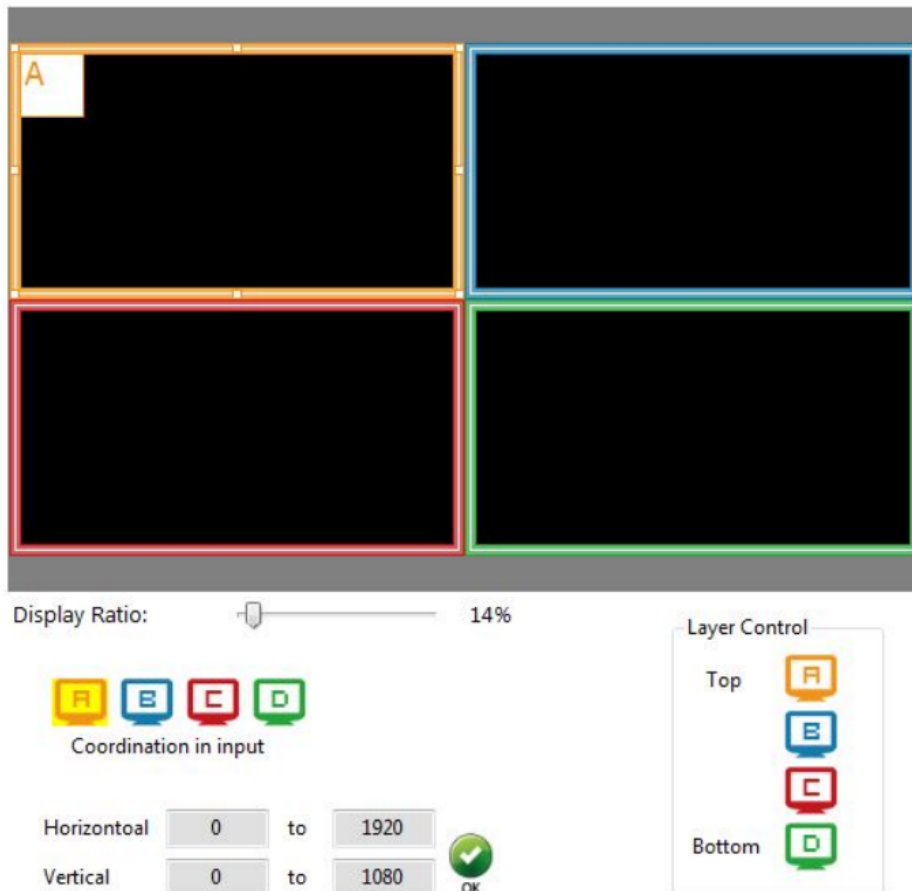 A
Display Ratio: 14%
Layer Control
Top A
A B C D
B
Coordination in input
C
Horizontoal 0 to 1920
Bottom D
Vertical 0 to 1080
OK